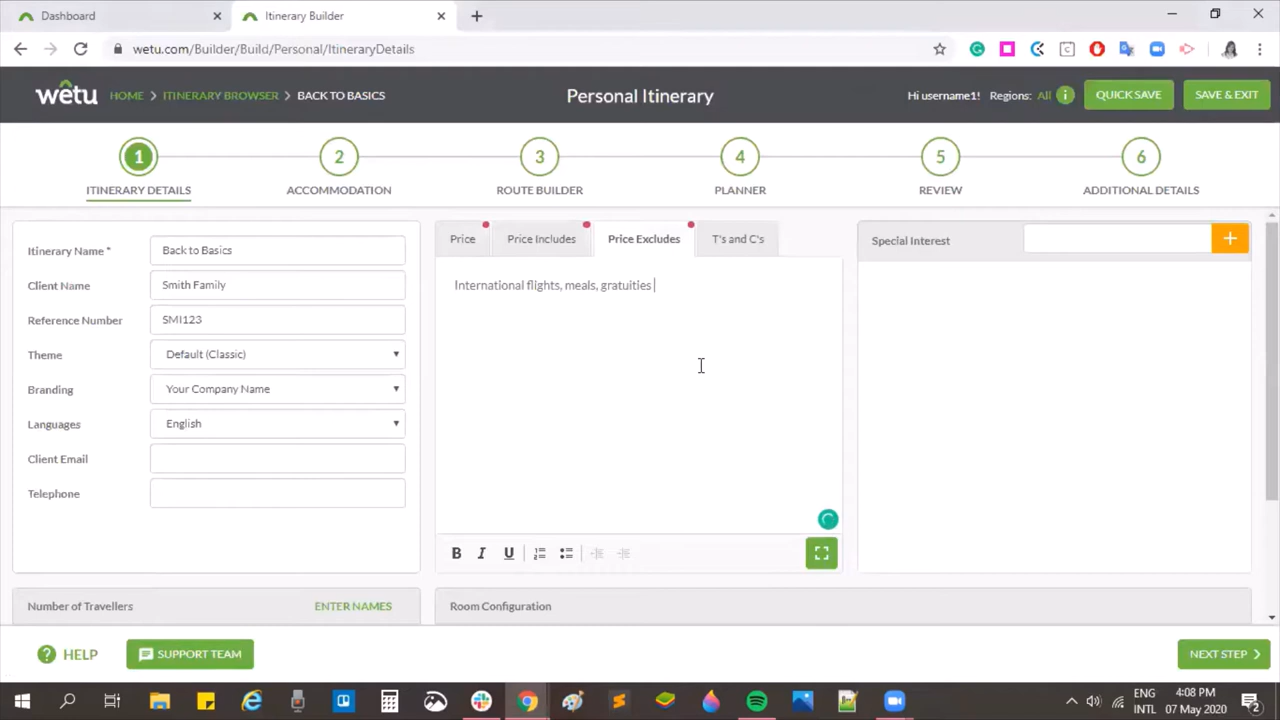 Dashboard
Itinerary Builder
wetu.com/Builder/Build/Personal/ItineraryDetails
wetu
HOME > ITINERARY BROWSER > BACK TO BASICS
Personal Itinerary
Hi username1! Regions: All i
QUICK SAVE
SAVE & EXIT
1
2
3
4
5
6
ITINERARY DETAILS
ACCOMMODATION
ROUTE BUILDER
PLANNER
REVIEW
ADDITIONAL DETAILS
Itinerary Name * Back to Basics
Client Name Smith Family
Reference Number SMI123
Theme Default (Classic)
Branding Your Company Name
Languages English
Client Email
Telephone
Price
Price Includes
Price Excludes
T's and C's
International flights, meals, gratuities
B I U
Special Interest
+
Number of Travellers
ENTER NAMES
Room Configuration
? HELP
SUPPORT TEAM
NEXT STEP >
ENG
INTL
4:08 PM
07 May 2020
2